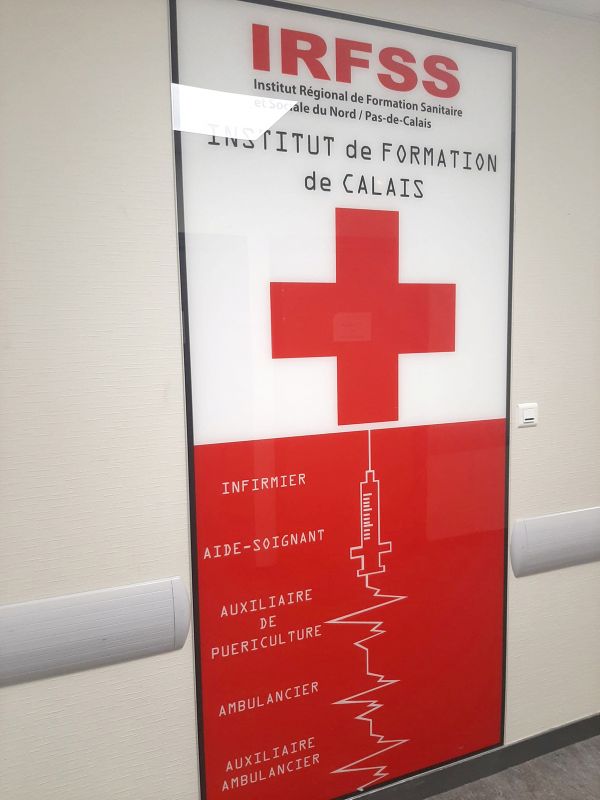 IRFSS
Institut Régional de Formation Sanitaire
et Sociale du Nord / Pas-de-Calais
INSTITUT de FORMATION
de CALAIS
INFIRMIER
AIDE-SOIGNANT
AUXILIAIRE
DE
PUERICULTURE
AMBULANCIER
AUXILIAIRE
AMBULANCIER